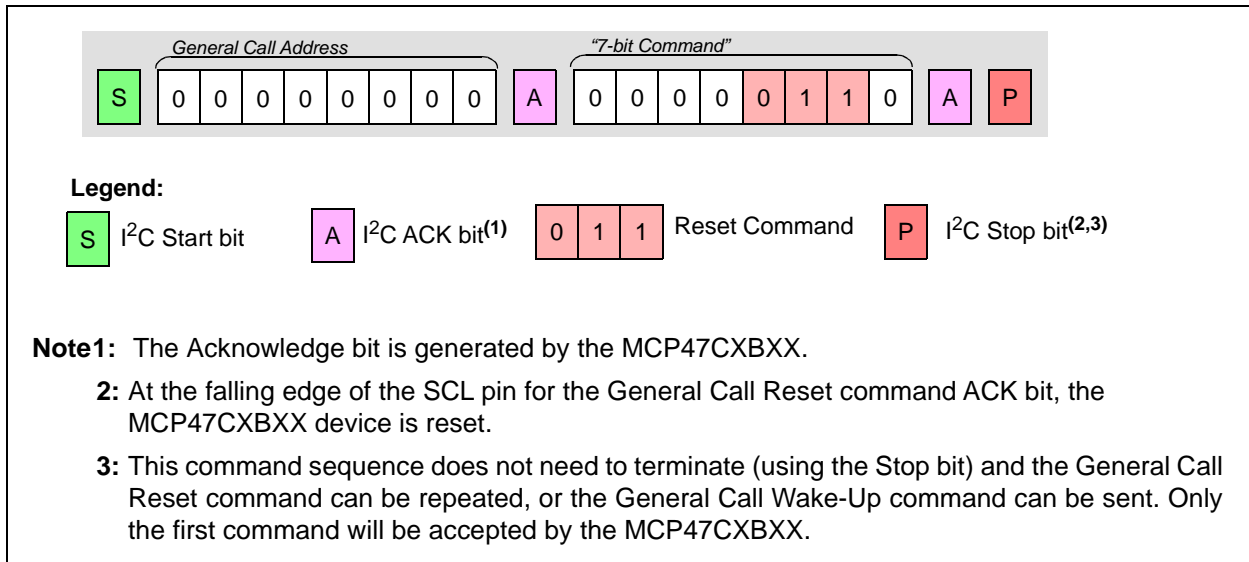 General Call Address “7-bit Command”
S 0 0 0 0 0 0 0 0 A 0 0 0 0 0 1 1 0 A P
Legend:
S I²C Start bit A I²C ACK bit(1) 0 1 1 Reset Command P I²C Stop bit(2,3)
Note1: The Acknowledge bit is generated by the MCP47CXBXX.
2: At the falling edge of the SCL pin for the General Call Reset command ACK bit, the
MCP47CXBXX device is reset.
3: This command sequence does not need to terminate (using the Stop bit) and the General Call
Reset command can be repeated, or the General Call Wake-Up command can be sent. Only
the first command will be accepted by the MCP47CXBXX.